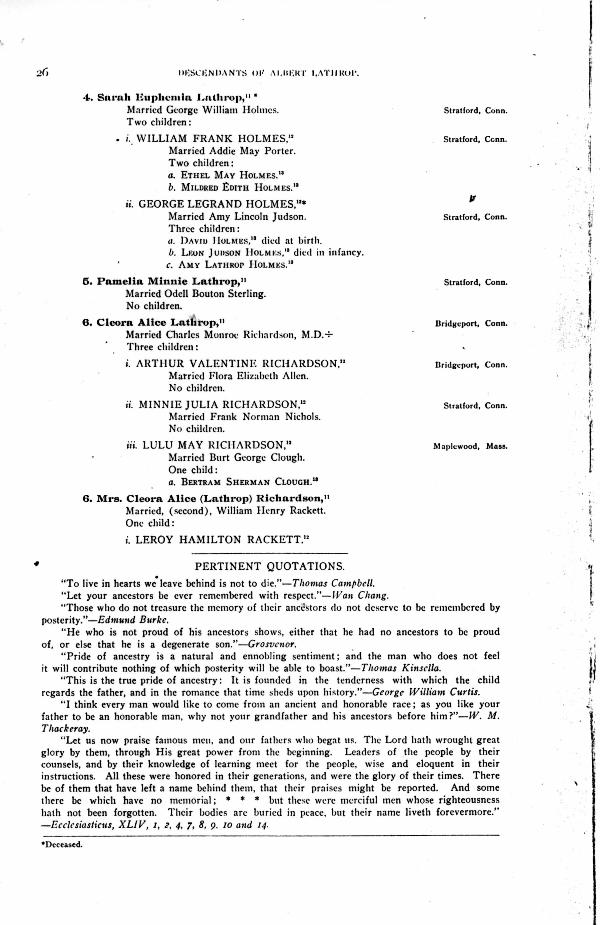 26 DESCENDANTS OF ALBERT LATHROP.
4. Sarah Euphemia Lathrop,¹¹* Stratford, Conn.
Married George William Holmes.
Two children:
i. WILLIAM FRANK HOLMES,¹² Stratford, Conn.
Married Addie May Porter.
Two children:
a. ETHEL MAY HOLMES.¹³
b. MILDRED EDITH HOLMES.¹³
ii. GEORGE LEGRAND HOLMES,¹²* Stratford, Conn.
Married Amy Lincoln Judson.
Three children:
a. DAVID HOLMES,¹³ died at birth.
b. LEON JUDSON HOLMES,¹³ died in infancy.
c. AMY LATHROP HOLMES.¹³
5. Pamelia Minnie Lathrop,¹¹ Stratford, Conn.
Married Odell Bouton Sterling.
No children.
6. Cleora Alice Lathrop,¹¹ Bridgeport, Conn.
Married Charles Monroe Richardson, M.D.÷
Three children:
i. ARTHUR VALENTINE RICHARDSON,¹² Bridgeport, Conn.
Married Flora Elizabeth Allen.
No children.
ii. MINNIE JULIA RICHARDSON,¹² Stratford, Conn.
Married Frank Norman Nichols.
No children.
iii. LULU MAY RICHARDSON,¹² Maplewood, Mass.
Married Burt George Clough.
One child:
a. BERTRAM SHERMAN CLOUGH.¹³
6. Mrs. Cleora Alice (Lathrop) Richardson,¹¹
Married, (second), William Henry Rackett.
One child:
i. LEROY HAMILTON RACKETT.¹²
PERTINENT QUOTATIONS.
"To live in hearts we leave behind is not to die."—Thomas Campbell.
"Let your ancestors be ever remembered with respect."—Wan Chang.
"Those who do not treasure the memory of their ancestors do not deserve to be remembered by
posterity."—Edmund Burke.
"He who is not proud of his ancestors shows, either that he had no ancestors to be proud
of, or else that he is a degenerate son."—Grosvenor.
"Pride of ancestry is a natural and ennobling sentiment; and the man who does not feel
it will contribute nothing of which posterity will be able to boast."—Thomas Kinsella.
"This is the true pride of ancestry: It is founded in the tenderness with which the child
regards the father, and in the romance that time sheds upon history."—George William Curtis.
"I think every man would like to come from an ancient and honorable race; as you like your
father to be an honorable man, why not your grandfather and his ancestors before him?"—W. M.
Thackeray.
"Let us now praise famous men, and our fathers who begat us. The Lord hath wrought great
glory by them, through His great power from the beginning. Leaders of the people by their
counsels, and by their knowledge of learning meet for the people, wise and eloquent in their
instructions. All these were honored in their generations, and were the glory of their times. There
be of them that have left a name behind them, that their praises might be reported. And some
there be which have no memorial; * * * but these were merciful men whose righteousness
hath not been forgotten. Their bodies are buried in peace, but their name liveth forevermore."
—Ecclesiasticus, XLIV, 1, 2, 4, 7, 8, 9, 10 and 14.
*Deceased.